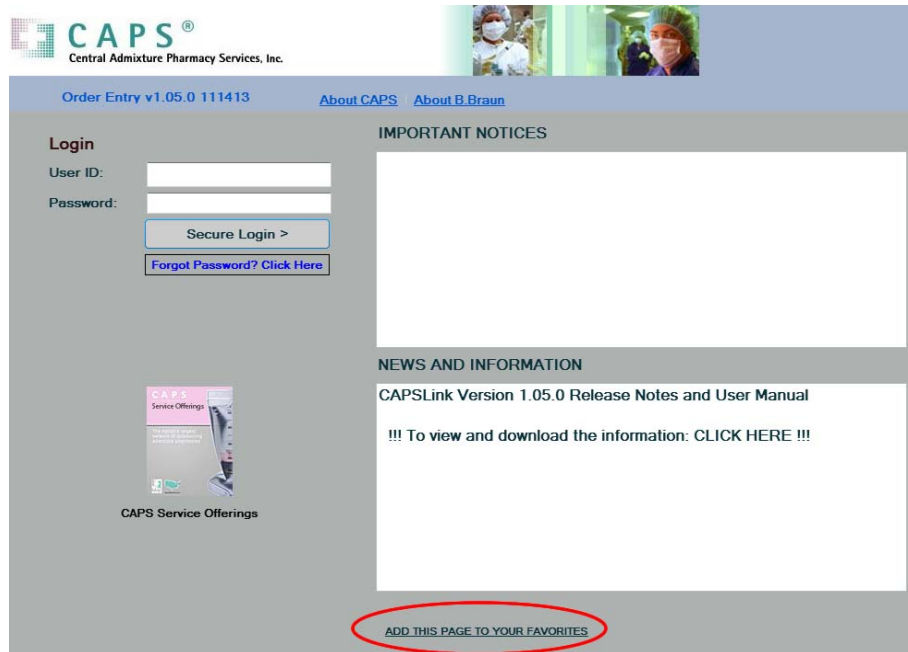 CAPS®
Central Admixture Pharmacy Services, Inc.
Order Entry v1.05.0 111413 About CAPS About B.Braun
Login
User ID:
Password:
Secure Login >
Forgot Password? Click Here
CAPS
Service Offerings
CAPS Service Offerings
IMPORTANT NOTICES
NEWS AND INFORMATION
CAPSLink Version 1.05.0 Release Notes and User Manual
!!! To view and download the information: CLICK HERE !!!
ADD THIS PAGE TO YOUR FAVORITES